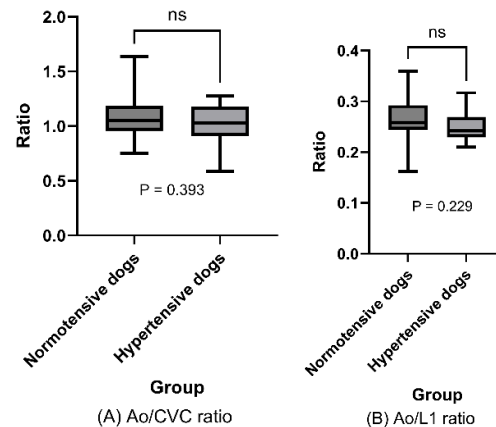 ns
2.0
1.5
1.0
0.5
0.0
Ratio
P = 0.393
Normotensive dogs
Hypertensive dogs
Group
(A) Ao/CVC ratio
ns
0.4
0.3
0.2
0.1
0.0
Ratio
P = 0.229
Normotensive dogs
Hypertensive dogs
Group
(B) Ao/L1 ratio